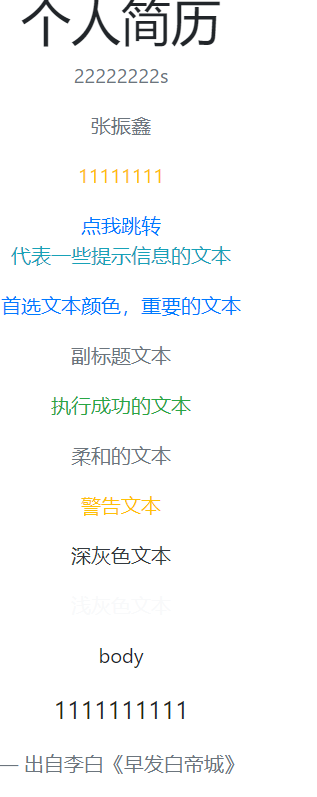 个人简历
22222222s
张振鑫
11111111
点我跳转
代表一些提示信息的文本
首选文本颜色，重要的文本
副标题文本
执行成功的文本
柔和的文本
警告文本
深灰色文本
浅灰色文本
body
1111111111
— 出自李白《早发白帝城》